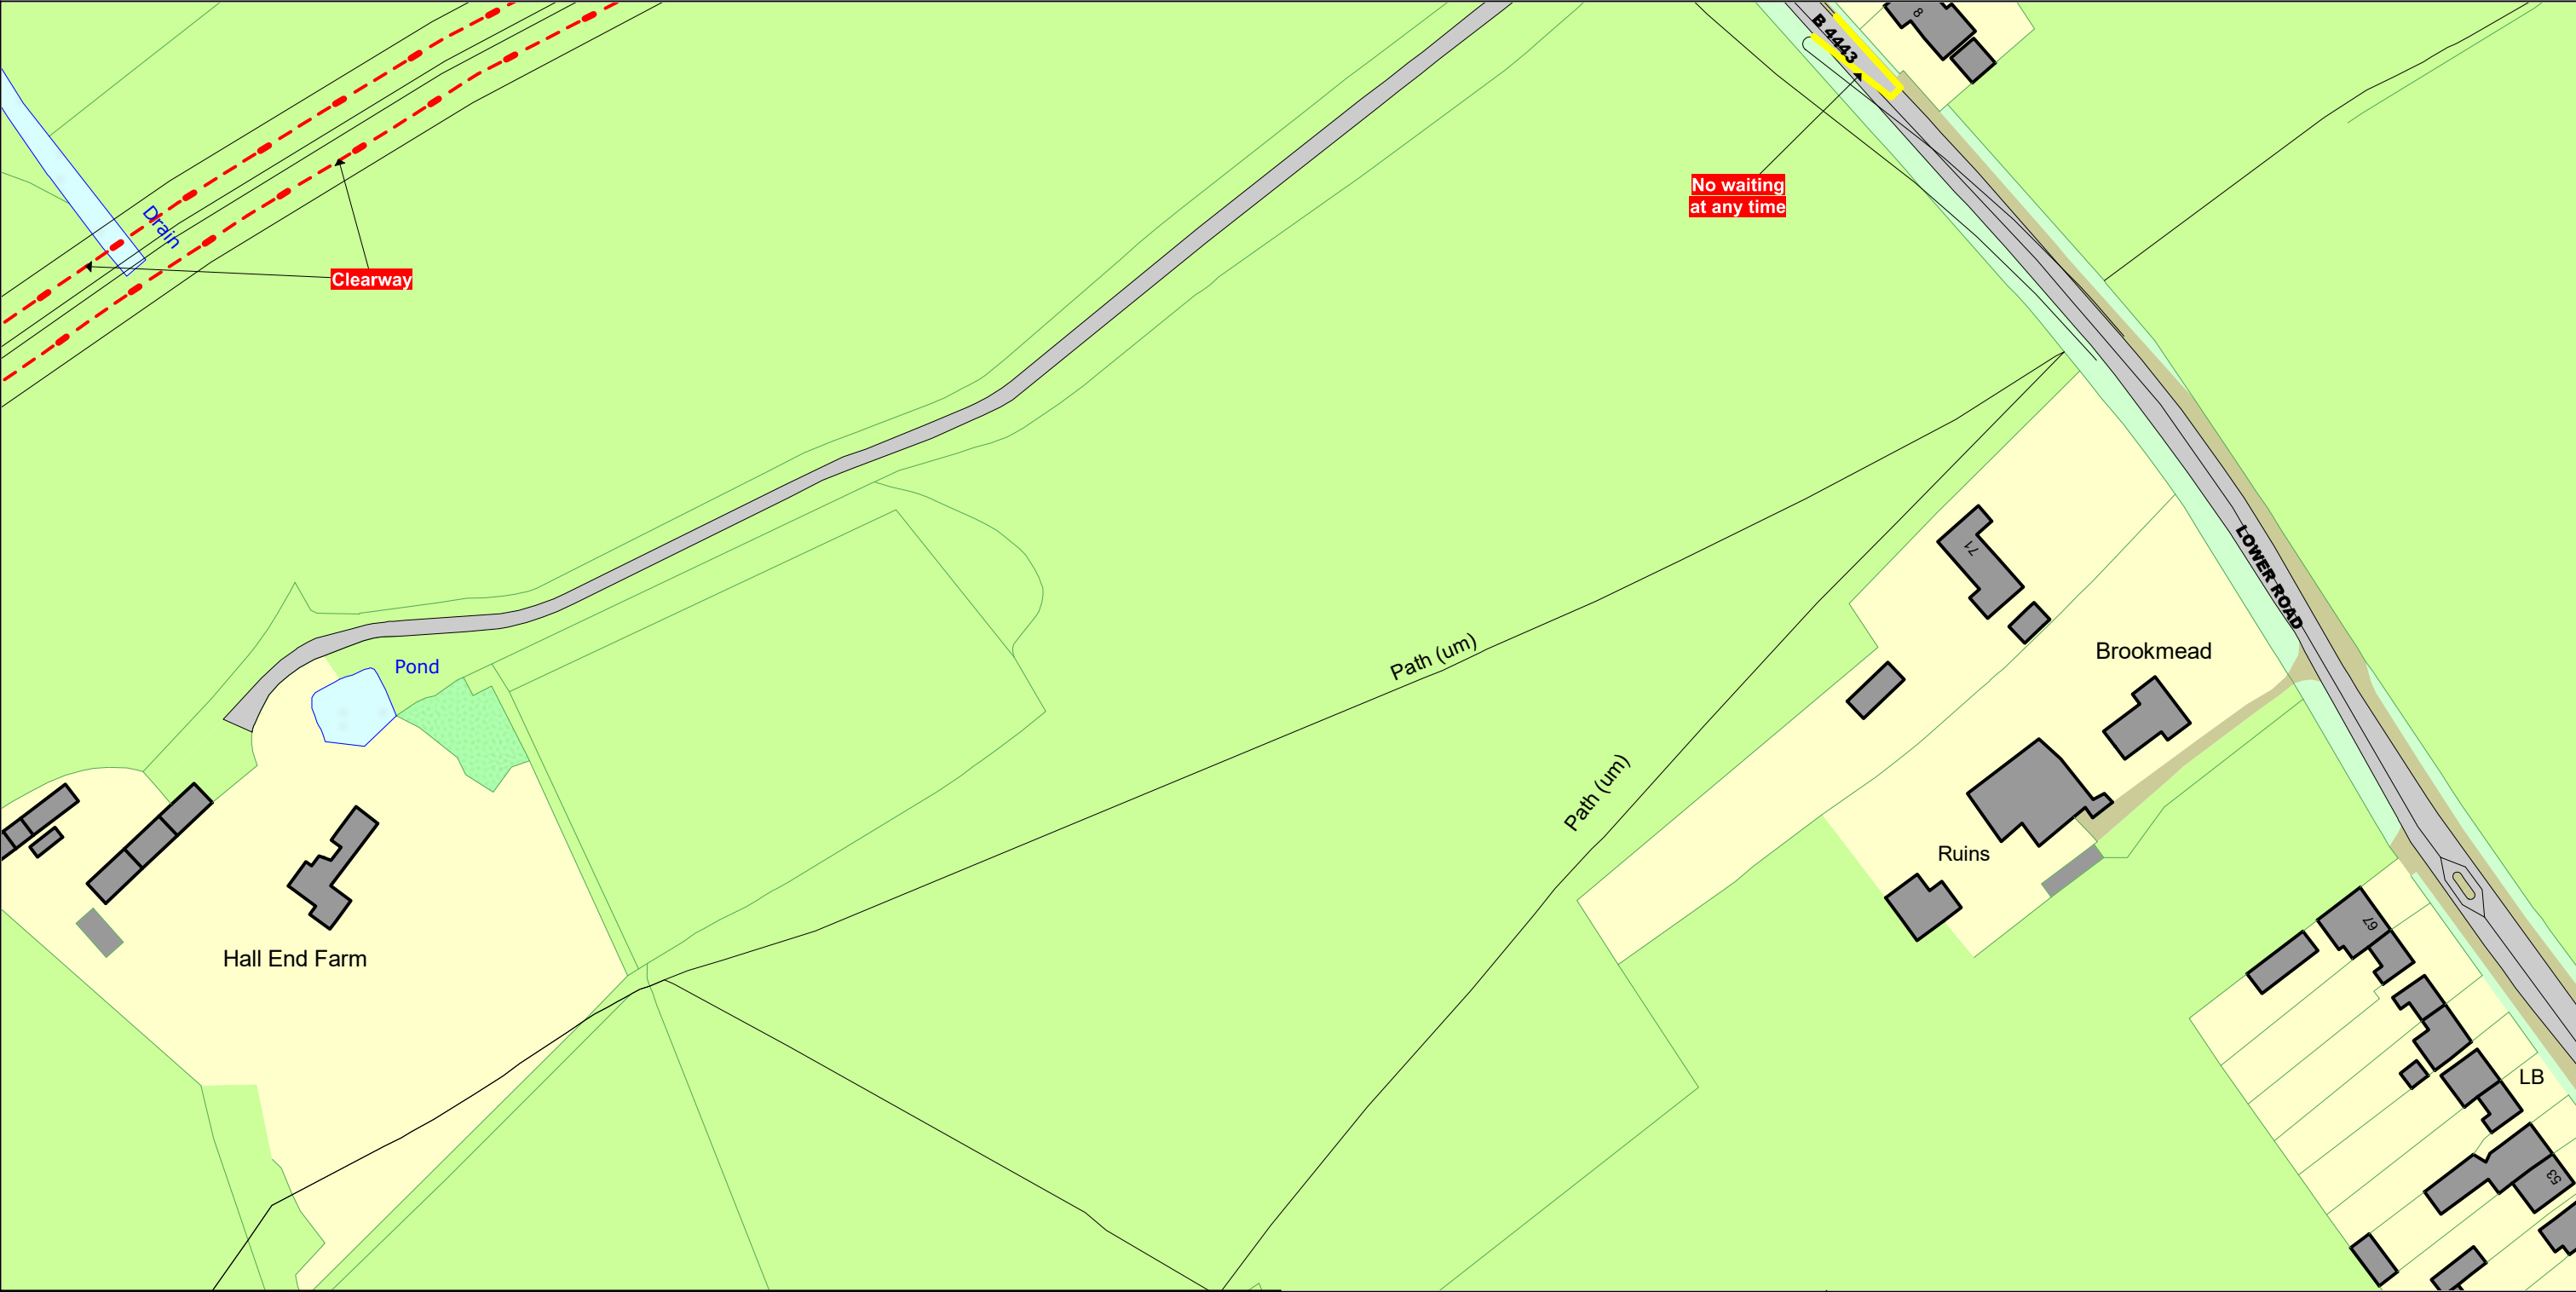 B 4443
8
No waiting
at any time
Drain
Clearway
71
LOWER ROAD
Path (um)
Brookmead
Pond
Path (um)
Ruins
67
Hall End Farm
LB
53